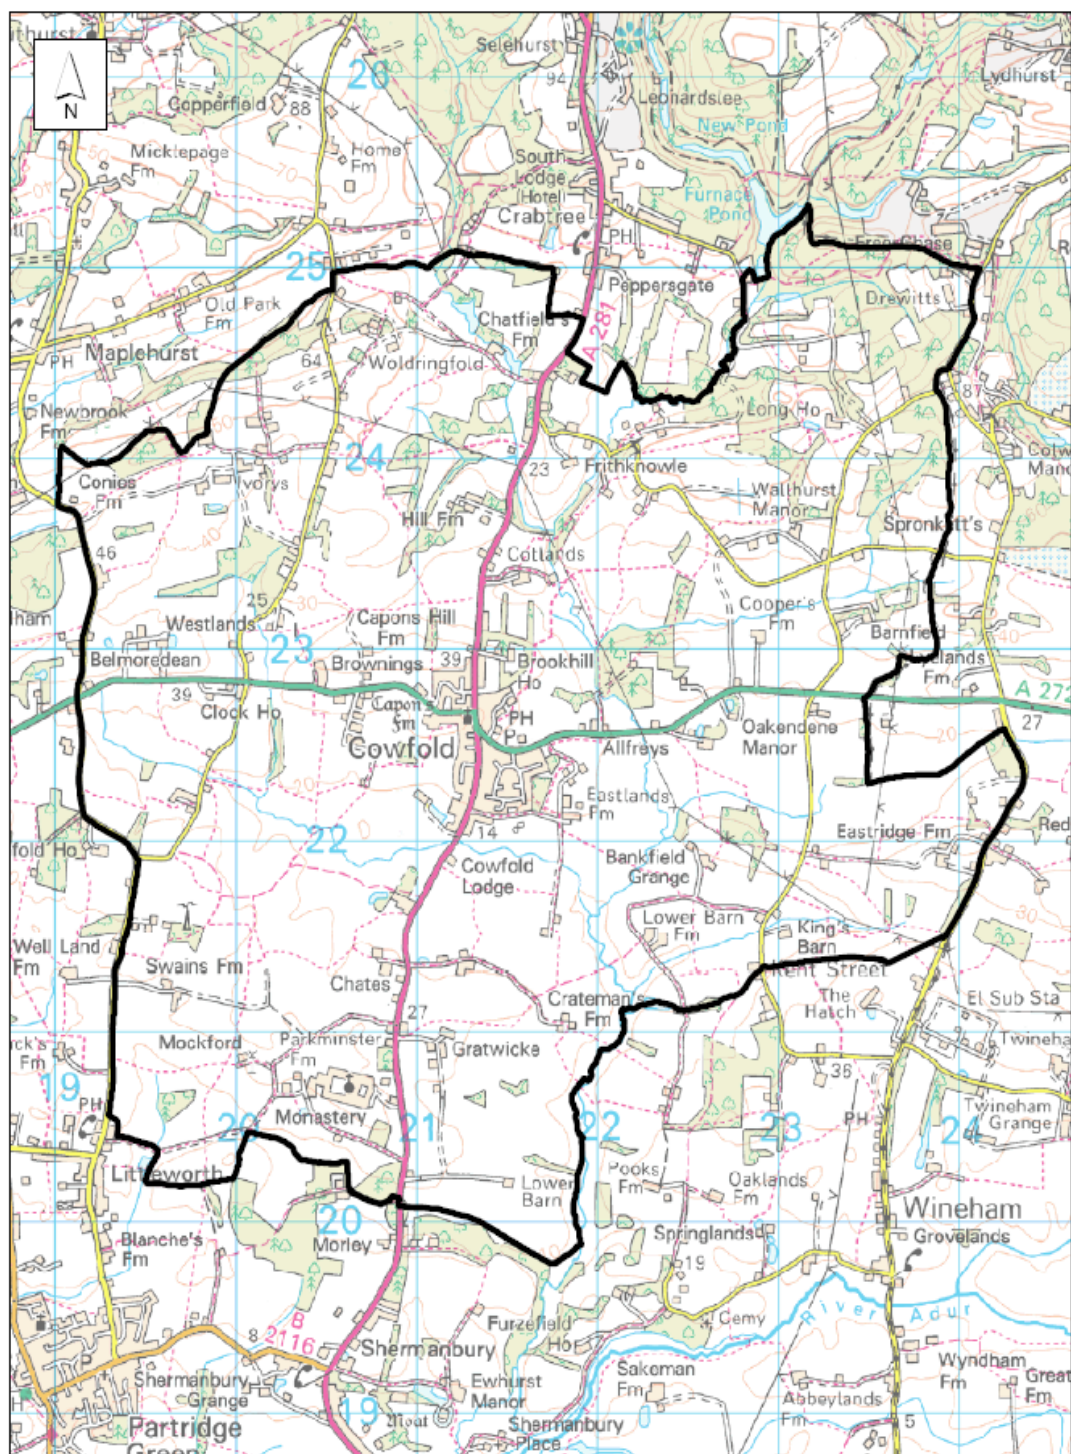 Selehurst
Lydhurst
26
94
Copperfield
88
Leonardslee
New Pond
Micklepage
Fm
Home
Fm
South
Lodge
(Hotel)
Crabtree
Furnace
Pond
PH
25
Free Chase
Old Park
Fm
Peppersgate
Drewitts
Chatfield's
Fm
A 281
Maplehurst
PH
64
Woldringfold
87
Newbrook
Fm
Long Ho
24
23
Frithknowle
Conies
Fm
Ivorys
Wallhurst
Manor
Hill Fm
Spronkett's
46
Cotlands
25
Westlands
Capons Hill
Fm
Cooper's
Fm
40
23
Barnfield
Belmoredean
Brownings
39
Brookhill
Ho
Fm
A 272
39
Clock Ho
Capon's
Fm
PH
P
20
27
Cowfold
Allfreys
Oakendene
Manor
Eastlands
Fm
14
Eastridge Fm
22
Bankfield
Grange
Cowfold
Lodge
Lower Barn
Fm
King's
Barn
Well Land
Fm
Swains Fm
Kent Street
Chates
Crateman's
Fm
The
Hatch
El Sub Sta
27
Mockford
Parkminster
Fm
Gratwicke
36
19
PH
Monastery
PH
Twineham
Grange
20
21
22
23
24
Littleworth
Lower
Barn
Pooks
Fm
Oaklands
Fm
20
Wineham
Blanche's
Fm
Morley
Springlands
Grovelands
19
B
2116
8
Furzefield
Ho
Cemy
River Adur
Shermanbury
Shermanbury
Grange
Ewhurst
Manor
Sakeman
Fm
Wyndham
Fm
Abbeylands
Fm
Partridge
Green
19
Moat
Shermanbury
Place
5
N